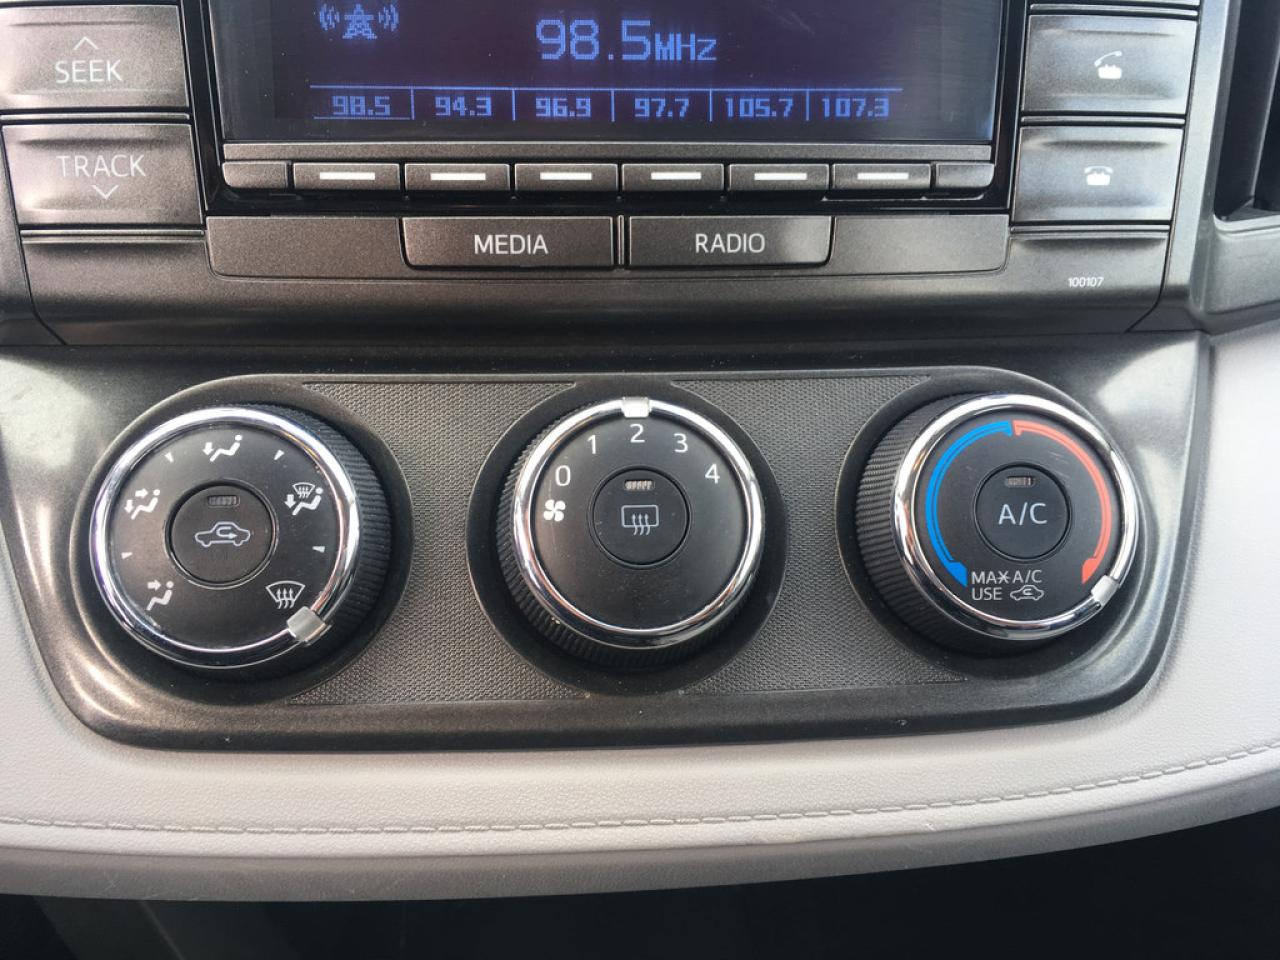 SEEK
98.5MHz
98.5 94.3 96.9 97.7 105.7 107.3
TRACK
MEDIA RADIO
100107
0 1 2 3 4
A/C
MAX A/C
USE